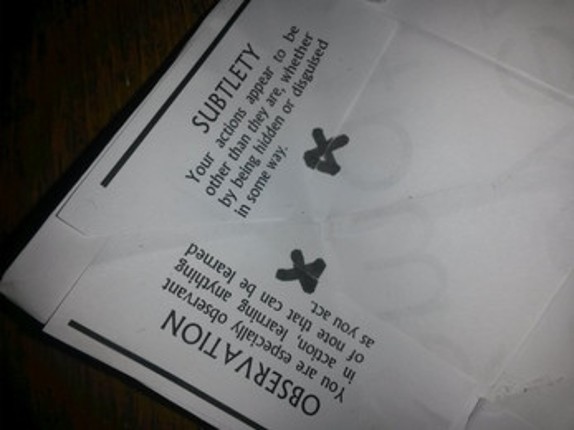 SUBTLETY
Your actions appear to be
other than they are, whether
by being hidden or disguised
in some way.
OBSERVATION
You are especially observant
in action, learning anything
of note that can be learned
as you act.